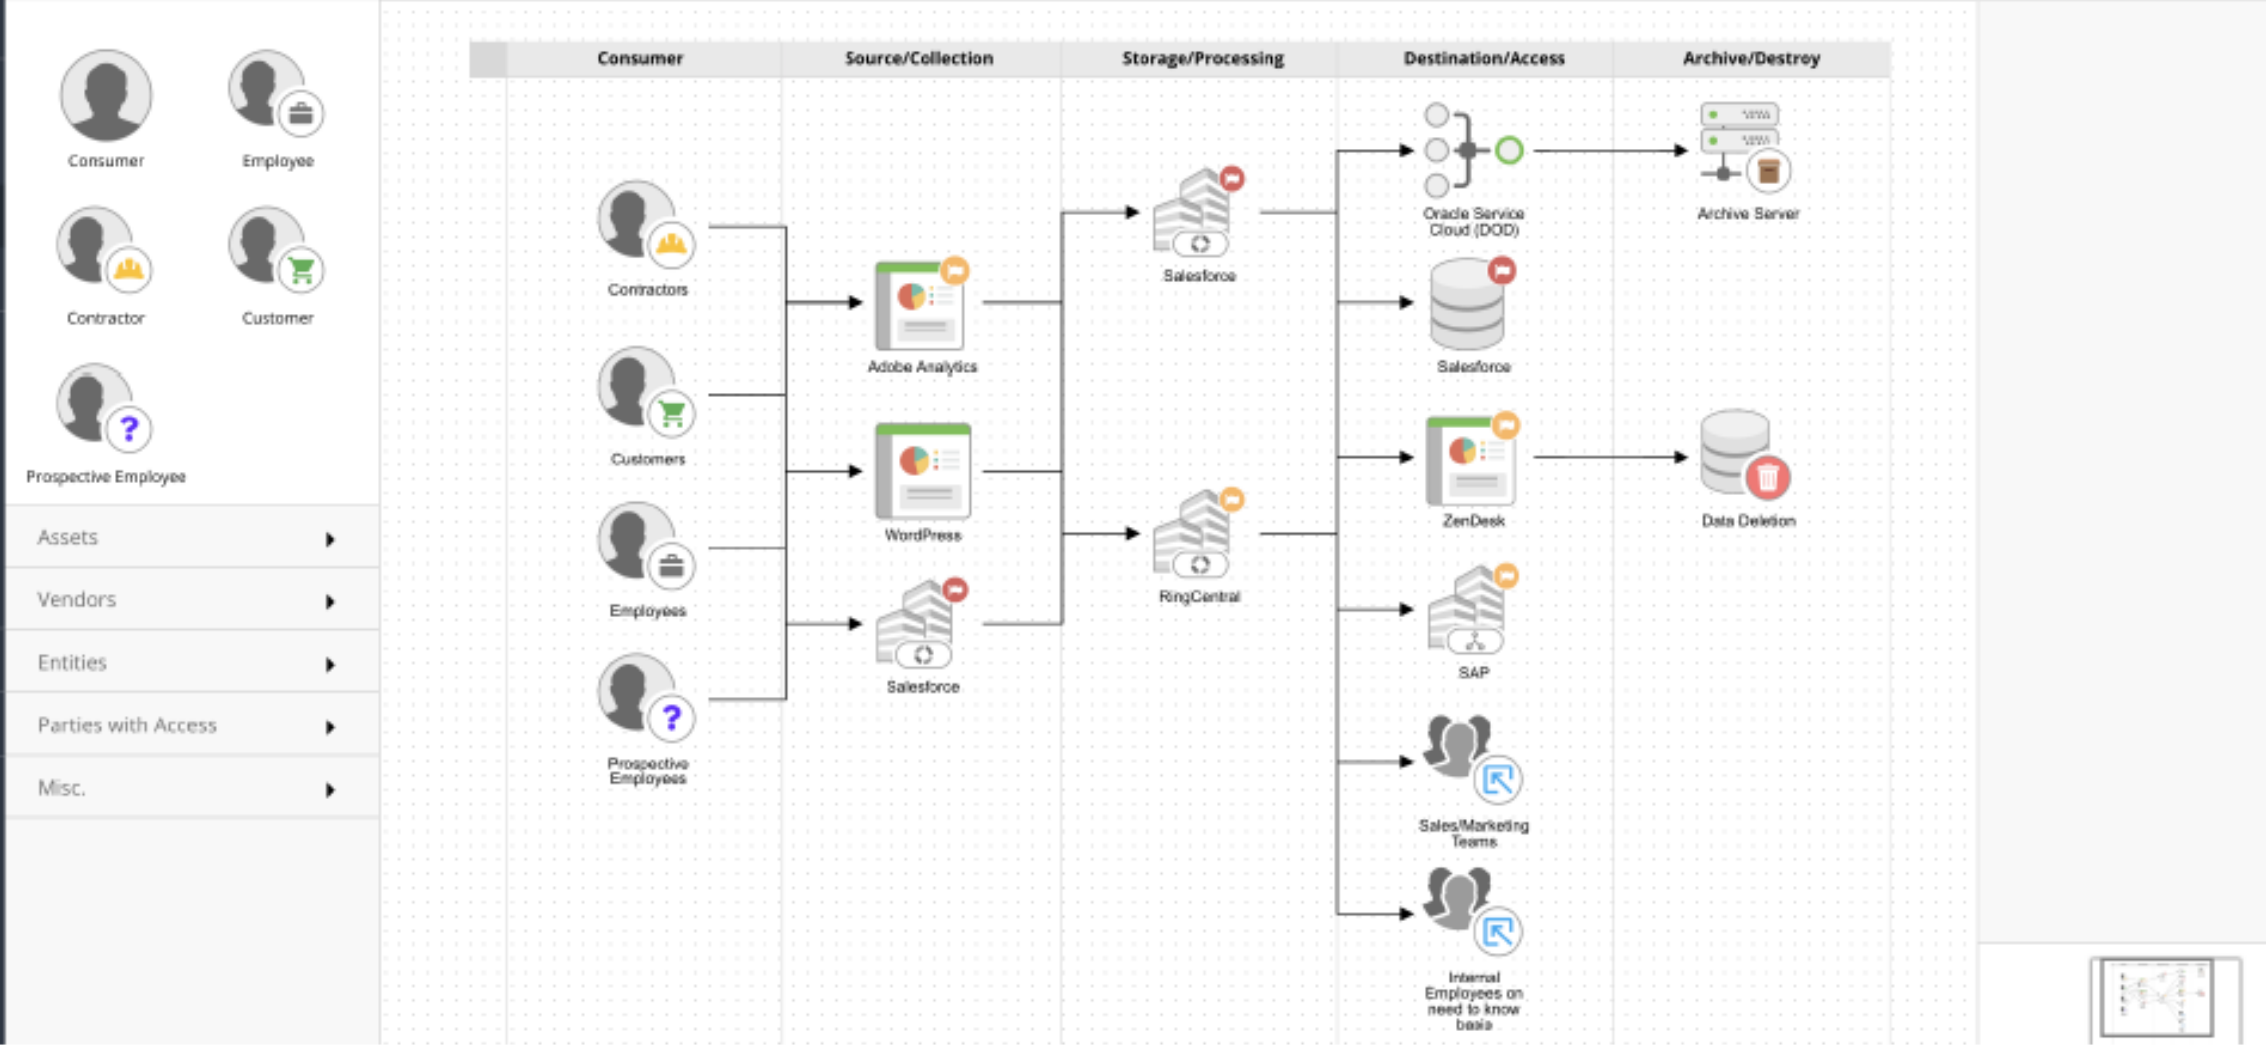 Consumer
Employee
Contractor
Customer
?
Prospective Employee
Assets
Vendors
Entities
Parties with Access
Misc.
Consumer
Source/Collection
Storage/Processing
Destination/Access
Archive/Destroy
Contractors
Customers
Employees
?
Prospective
Employees
Adobe Analytics
WordPress
Salesforce
Salesforce
RingCentral
Oracle Service
Cloud (DOD)
Salesforce
ZenDesk
SAP
Sales/Marketing
Teams
Internal
Employees on
need to know
basis
Archive Server
Data Deletion